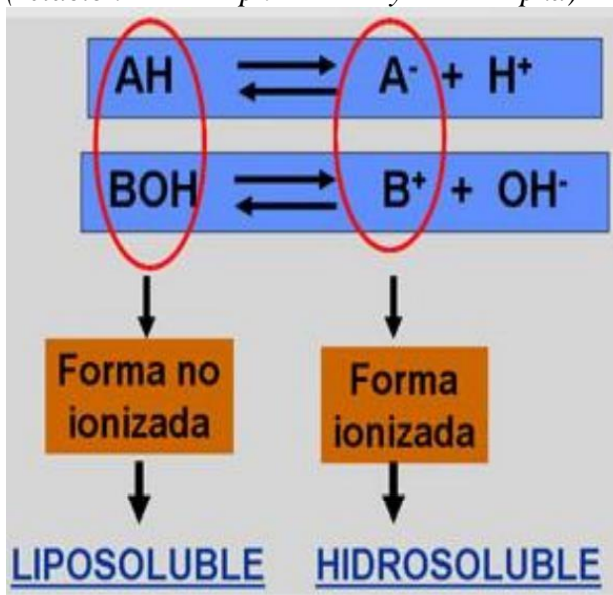 AH ⇌ A⁻ + H⁺
BOH ⇌ B⁺ + OH⁻
Forma no
ionizada
Forma
ionizada
LIPOSOLUBLE
HIDROSOLUBLE